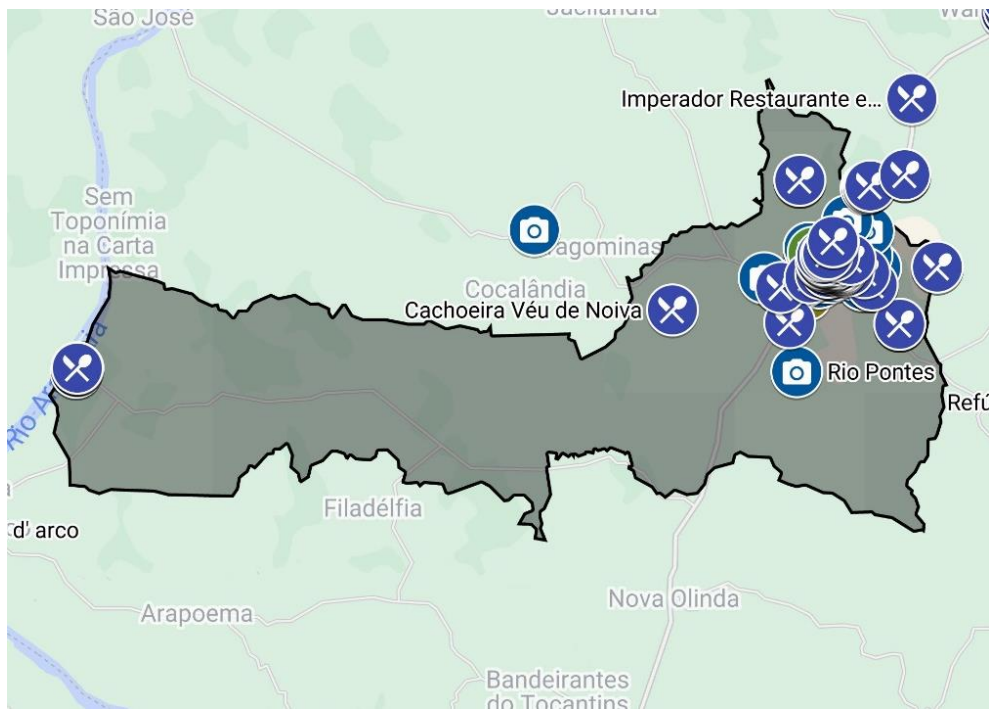 São José
Imperador Restaurante e...
Sem
Toponímia
na Carta
Impressa
Cocalândia
Cachoeira Véu de Noiva
Rio Pontes
Refú
Filadélfia
d' arco
Arapoema
Nova Olinda
Bandeirantes
do Tocantins